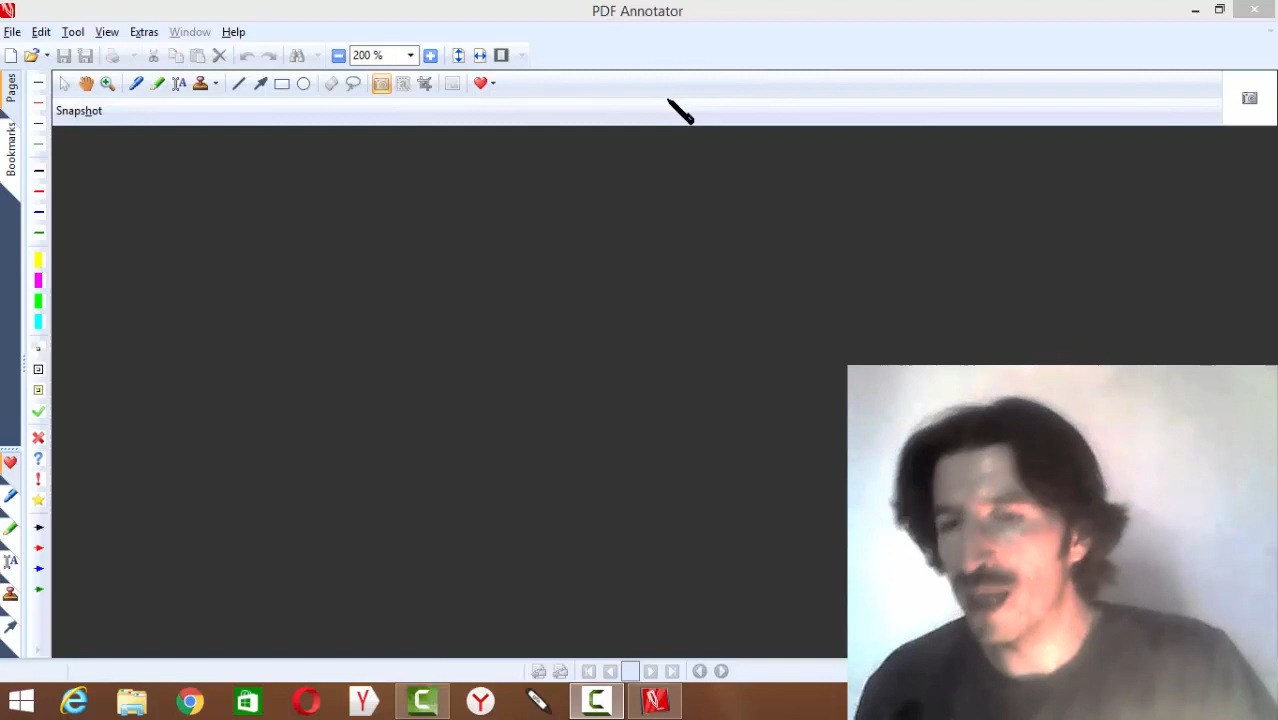 PDF Annotator
File Edit Tool View Extras Window Help
200 %
Snapshot
Pages
Bookmarks